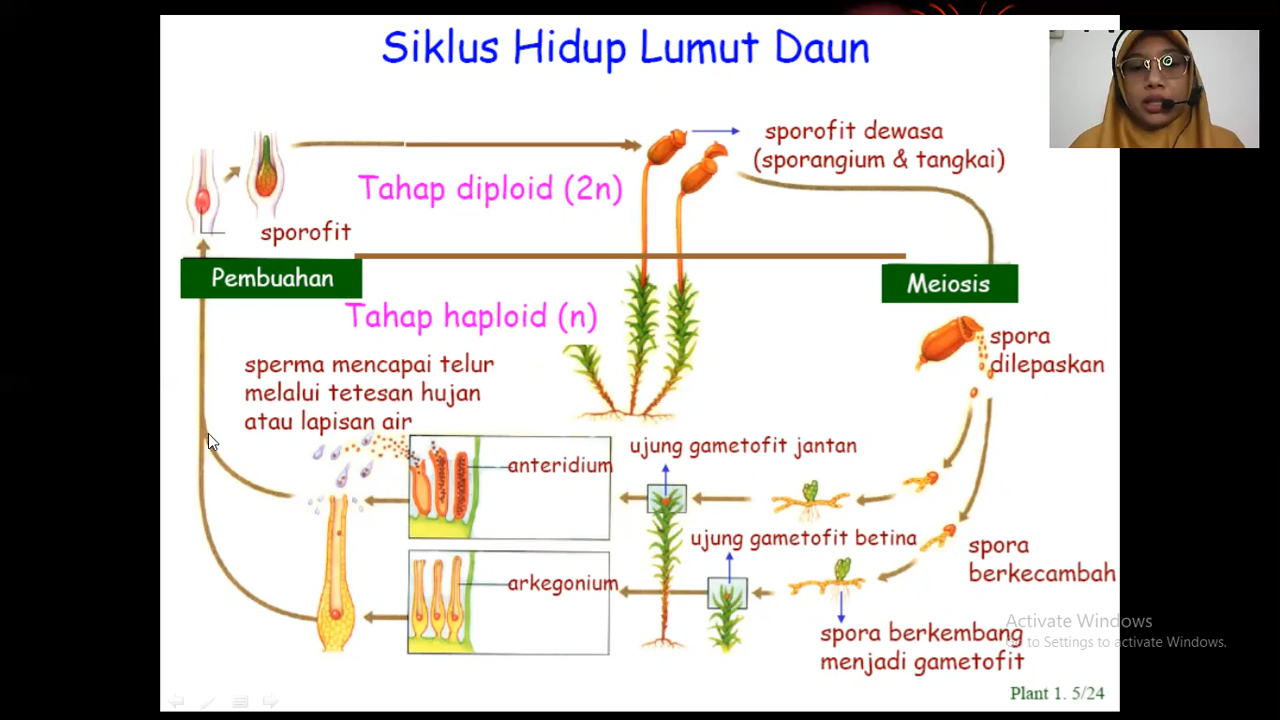 Siklus Hidup Lumut Daun
sporofit dewasa
(sporangium & tangkai)
Tahap diploid (2n)
sporofit
Pembuahan
Meiosis
Tahap haploid (n)
spora
dilepaskan
sperma mencapai telur
melalui tetesan hujan
atau lapisan air
ujung gametofit jantan
anteridium
ujung gametofit betina
spora
berkecambah
arkegonium
spora berkembang
menjadi gametofit
Activate Windows
Go to Settings to activate Windows.
Plant 1. 5/24